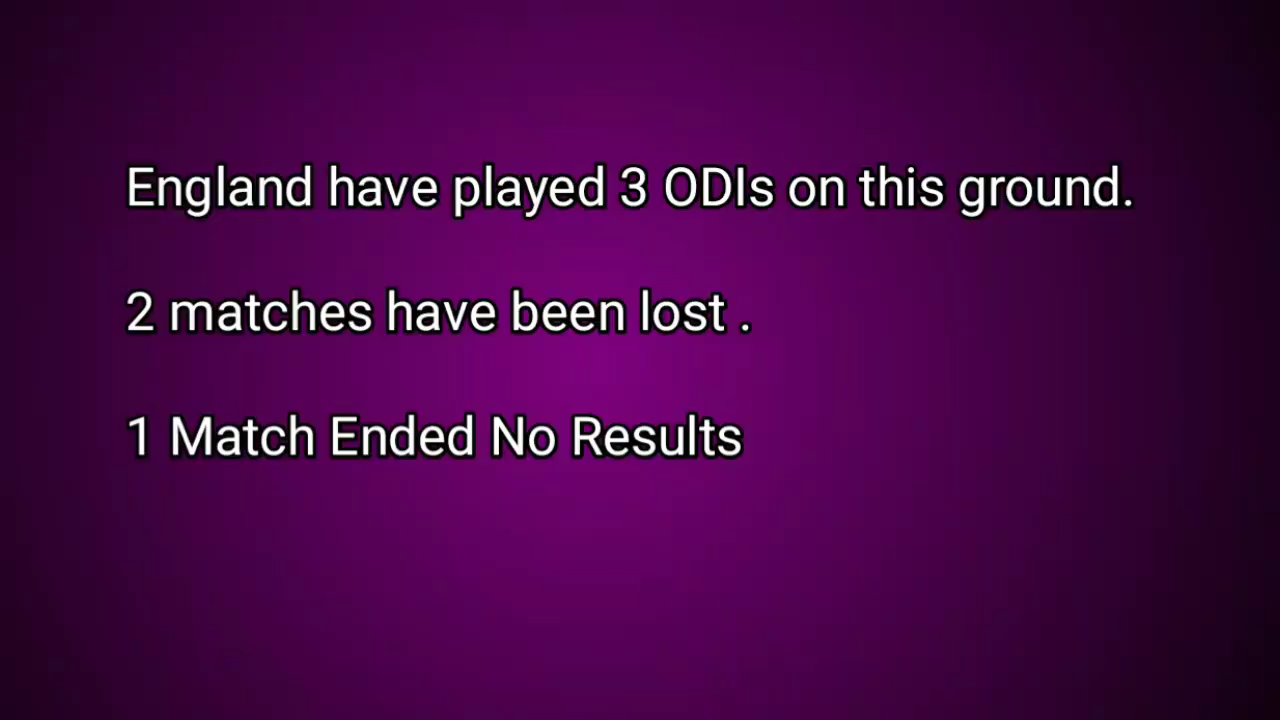 England have played 3 ODIs on this ground.
2 matches have been lost .
1 Match Ended No Results